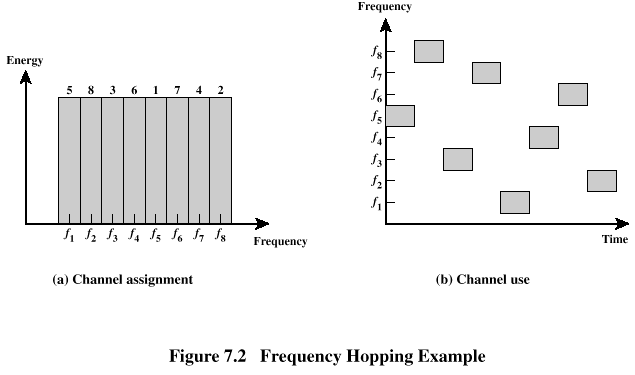 Energy
5 8 3 6 1 7 4 2
f1 f2 f3 f4 f5 f6 f7 f8
Frequency
(a) Channel assignment
Frequency
f8
f7
f6
f5
f4
f3
f2
f1
Time
(b) Channel use
Figure 7.2 Frequency Hopping Example